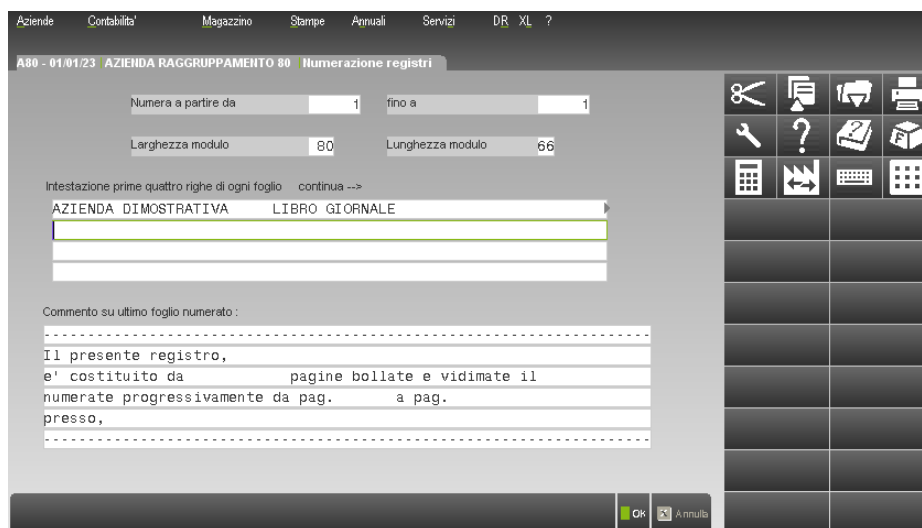 Aziende Contabilita' Magazzino Stampe Annuali Servizi DR XL ?
A80 - 01/01/23 AZIENDA RAGGRUPPAMENTO 80 Numerazione registri
Numera a partire da 1 fino a 1
Larghezza modulo 80 Lunghezza modulo 66
Intestazione prime quattro righe di ogni foglio continua -->
AZIENDA DIMOSTRATIVA LIBRO GIORNALE
Commento su ultimo foglio numerato :
----------------------------------------------------------------------
Il presente registro,
e' costituito da pagine bollate e vidimate il
numerate progressivamente da pag. a pag.
presso,
----------------------------------------------------------------------
OK Annulla